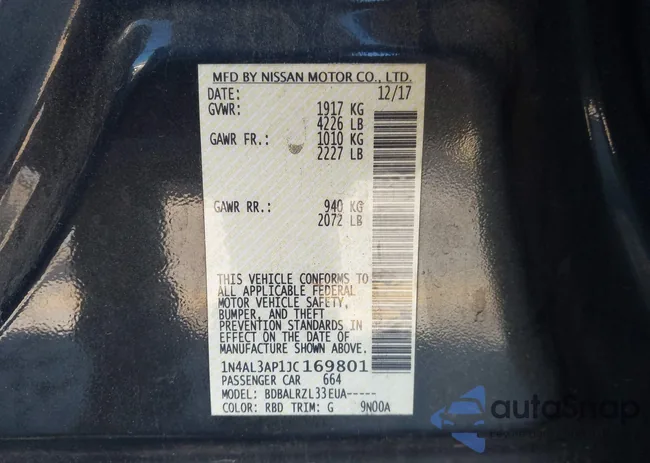 MFD BY NISSAN MOTOR CO., LTD.
DATE: 12/17
GVWR: 1917 KG
4226 LB
GAWR FR.: 1010 KG
2227 LB
GAWR RR.: 940 KG
2072 LB
THIS VEHICLE CONFORMS TO
ALL APPLICABLE FEDERAL
MOTOR VEHICLE SAFETY,
BUMPER, AND THEFT
PREVENTION STANDARDS IN
EFFECT ON THE DATE OF
MANUFACTURE SHOWN ABOVE.
1N4AL3AP1JC169801
PASSENGER CAR 664
MODEL: BDBALRZL33EUA-----
COLOR: RBD TRIM: G 9N00A
autoSnap